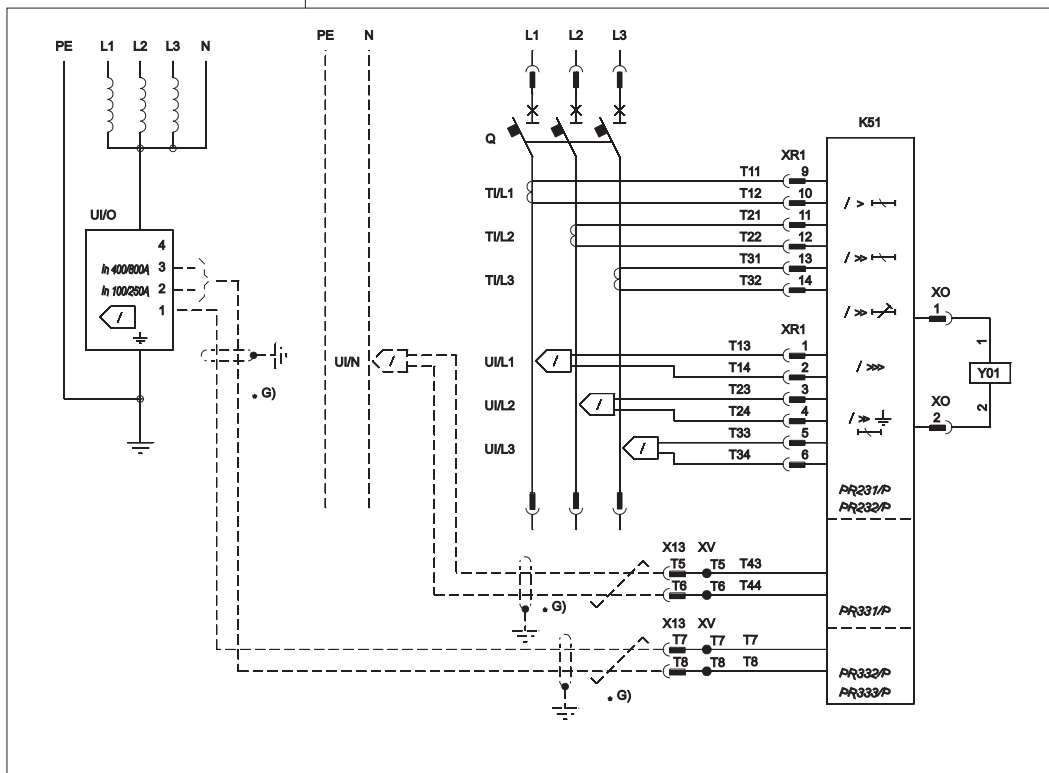 PE L1 L2 L3 N
PE N
L1 L2 L3
Q
K51
UI/O
4
In 400/800A 3
In 100/250A 2
1
/
* G)
UI/N
/
TI/L1
TI/L2
TI/L3
XR1
T11 9
T12 10
T21 11
T22 12
T31 13
T32 14
XR1
UI/L1 / T13 1
T14 2
UI/L2 / T23 3
T24 4
UI/L3 / T33 5
T34 6
/ >
/ >>
/ >>
/ >>>
/ >>
PR231/P
PR232/P
XO
1
1
Y01
2
XO
2
X13 XV
T5 T5 T43
T6 T6 T44
* G)
PR331/P
X13 XV
T7 T7 T7
T8 T8 T8
* G)
PR332/P
PR333/P